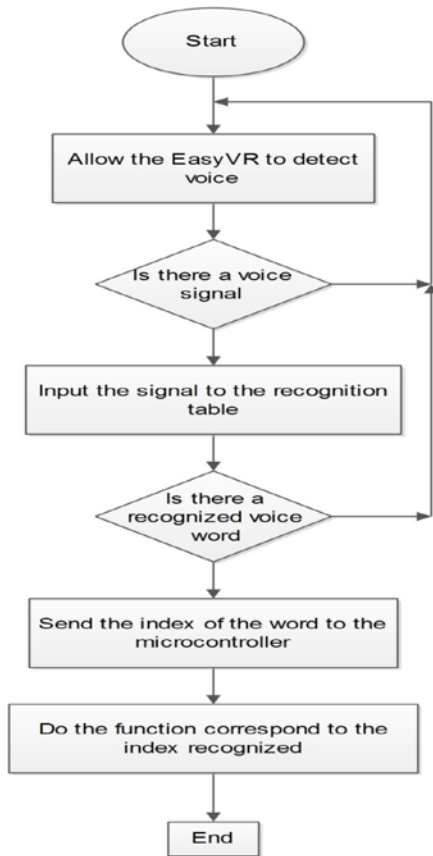 Start
Allow the EasyVR to detect
voice
Is there a voice
signal
Input the signal to the recognition
table
Is there a
recognized voice
word
Send the index of the word to the
microcontroller
Do the function correspond to the
index recognized
End